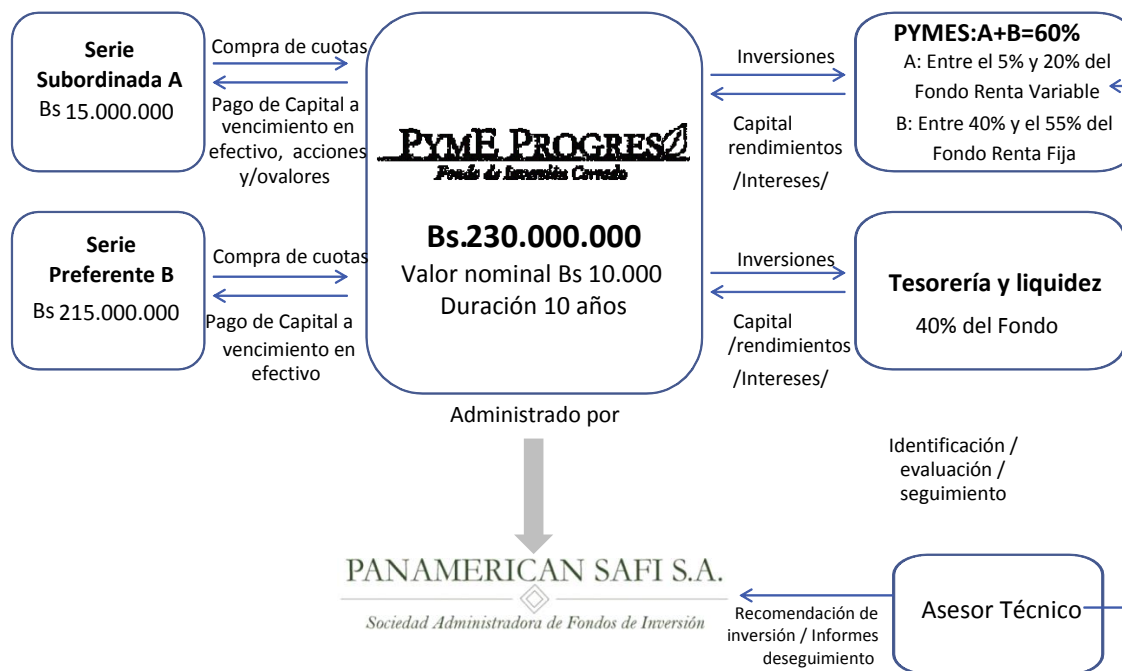 Serie
Subordinada A
Bs 15.000.000
Compra de cuotas
Pago de Capital a
vencimiento en
efectivo, acciones
y/ovalores
Serie
Preferente B
Bs 215.000.000
Compra de cuotas
Pago de Capital a
vencimiento en
efectivo
PYME PROGRESO
Fondo de Inversión Cerrado
Bs.230.000.000
Valor nominal Bs 10.000
Duración 10 años
Inversiones
Capital
rendimientos
/Intereses/
PYMES:A+B=60%
A: Entre el 5% y 20% del
Fondo Renta Variable
B: Entre 40% y el 55% del
Fondo Renta Fija
Inversiones
Capital
/rendimientos
/Intereses/
Tesorería y liquidez
40% del Fondo
Administrado por
Identificación /
evaluación /
seguimiento
PANAMERICAN SAFI S.A.
Sociedad Administradora de Fondos de Inversión
Recomendación de
inversión / Informes
deseguimiento
Asesor Técnico